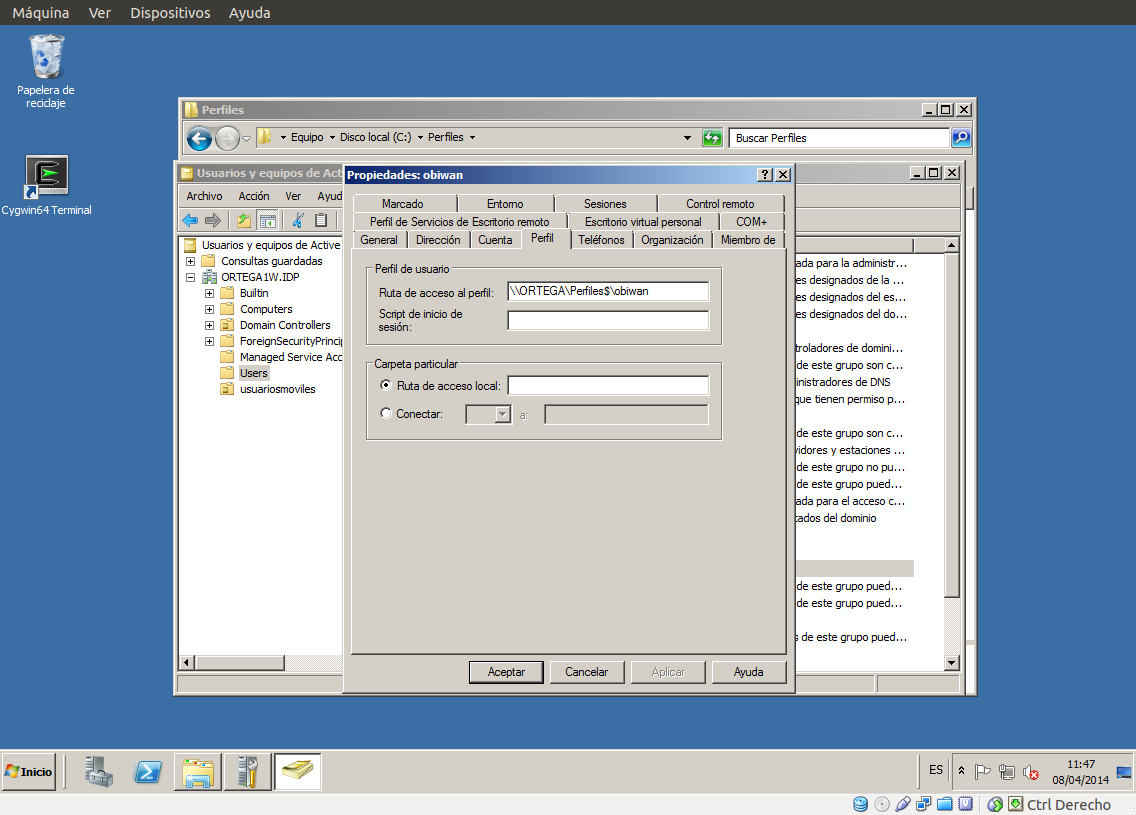 Máquina Ver Dispositivos Ayuda
Papelera de
reciclaje
Cygwin64 Terminal
Perfiles
Equipo Disco local (C:) Perfiles
Buscar Perfiles
Usuarios y equipos de Act
Archivo Acción Ver Ayud
Usuarios y equipos de Active
Consultas guardadas
ORTEGA1W.IDP
Builtin
Computers
Domain Controllers
ForeignSecurityPrincip
Managed Service Acc
Users
usuariosmoviles
Propiedades: obiwan
Marcado Entorno Sesiones Control remoto
Perfil de Servicios de Escritorio remoto Escritorio virtual personal COM+
General Dirección Cuenta Perfil Teléfonos Organización Miembro de
Perfil de usuario
Ruta de acceso al perfil: \\ORTEGA\Perfiles$\obiwan
Script de inicio de
sesión:
Carpeta particular
Ruta de acceso local:
Conectar: a:
Aceptar Cancelar Aplicar Ayuda
ada para la administr...
es designados de la ...
es designados del es...
es designados del do...
troladores de domini...
de este grupo son c...
inistradores de DNS
que tienen permiso p...
de este grupo son c...
vidores y estaciones ...
de este grupo no pu...
de este grupo pued...
ada para el acceso c...
tados del dominio
de este grupo pued...
de este grupo pued...
s de este grupo pued...
Inicio
ES
11:47
08/04/2014
Ctrl Derecho